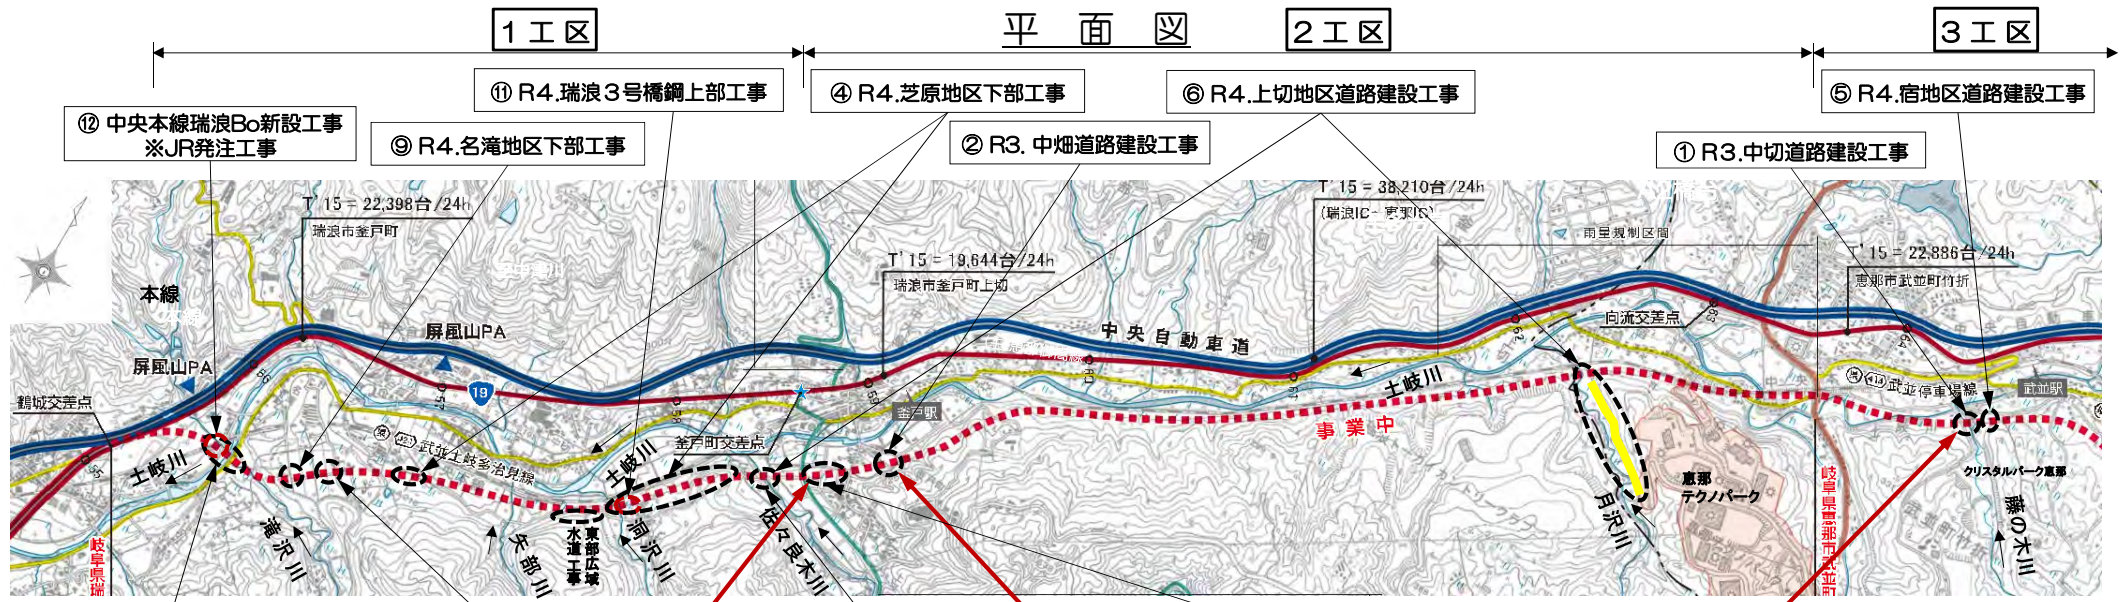 平面図
1工区
2工区
3工区
⑪ R4.瑞浪3号橋鋼上部工事
④ R4.芝原地区下部工事
⑥ R4.上切地区道路建設工事
⑤ R4.宿地区道路建設工事
⑫ 中央本線瑞浪Bo新設工事
※JR発注工事
⑨ R4.名滝地区下部工事
② R3. 中畑道路建設工事
① R3.中切道路建設工事
T'15 = 22,398台/24h
瑞浪市釜戸町
T'15 = 38,210台/24h
(瑞浪IC~恵那IC)
雨量規制区間
T'15 = 19,644台/24h
瑞浪市釜戸町上切
T'15 = 22,886台/24h
恵那市武並町竹折
本線
屏風山PA
屏風山PA
中央自動車道
向流交差点
19
鶴城交差点
土岐川
釜戸駅
武並停車場線
武並駅
釜戸町交差点
事業中
武並土岐多治見線
土岐川
土岐川
クリスタルパーク恵那
恵那
テクノパーク
滝沢川
矢部川
東部広域
水道工事
洞沢川
佐々良木川
月沢川
藤の木川
岐阜県瑞
岐阜県恵那市武並町